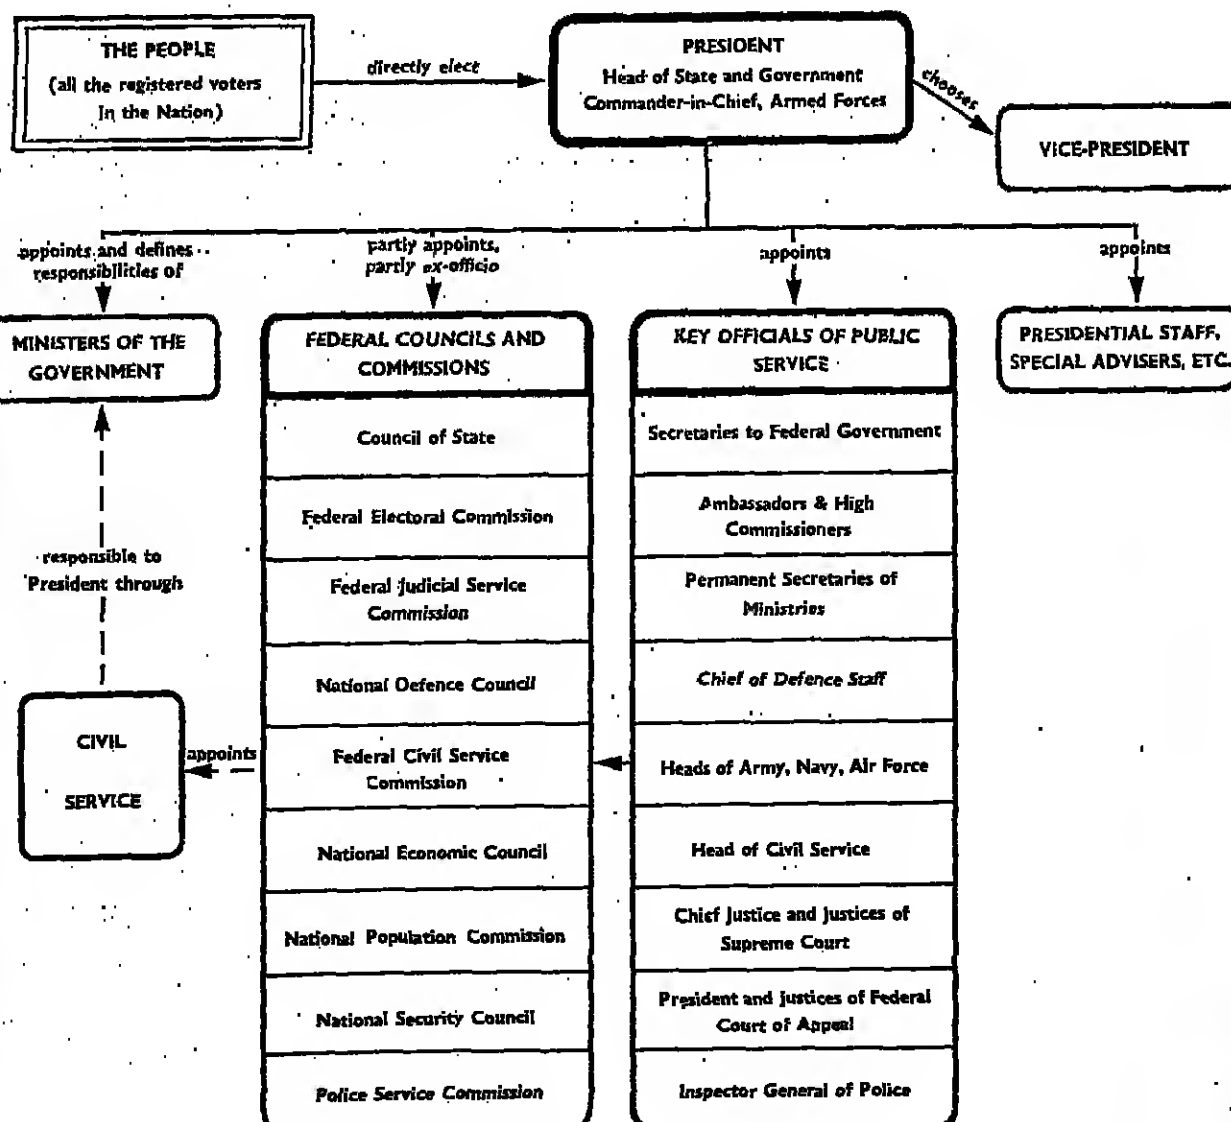 THE PEOPLE
(all the registered voters
In the Nation)
directly elect
PRESIDENT
Head of State and Government
Commander-in-Chief, Armed Forces
chooses
VICE-PRESIDENT
appoints and defines
responsibilities of
partly appoints,
partly ex-officio
appoints
appoints
MINISTERS OF THE
GOVERNMENT
FEDERAL COUNCILS AND
COMMISSIONS
KEY OFFICIALS OF PUBLIC
SERVICE
PRESIDENTIAL STAFF,
SPECIAL ADVISERS, ETC.
Council of State
Federal Electoral Commission
Federal Judicial Service
Commission
National Defence Council
Federal Civil Service
Commission
National Economic Council
National Population Commission
National Security Council
Police Service Commission
Secretaries to Federal Government
Ambassadors & High
Commissioners
Permanent Secretaries of
Ministries
Chief of Defence Staff
Heads of Army, Navy, Air Force
Head of Civil Service
Chief Justice and Justices of
Supreme Court
President and Justices of Federal
Court of Appeal
Inspector General of Police
responsible to
President through
CIVIL
SERVICE
appoints